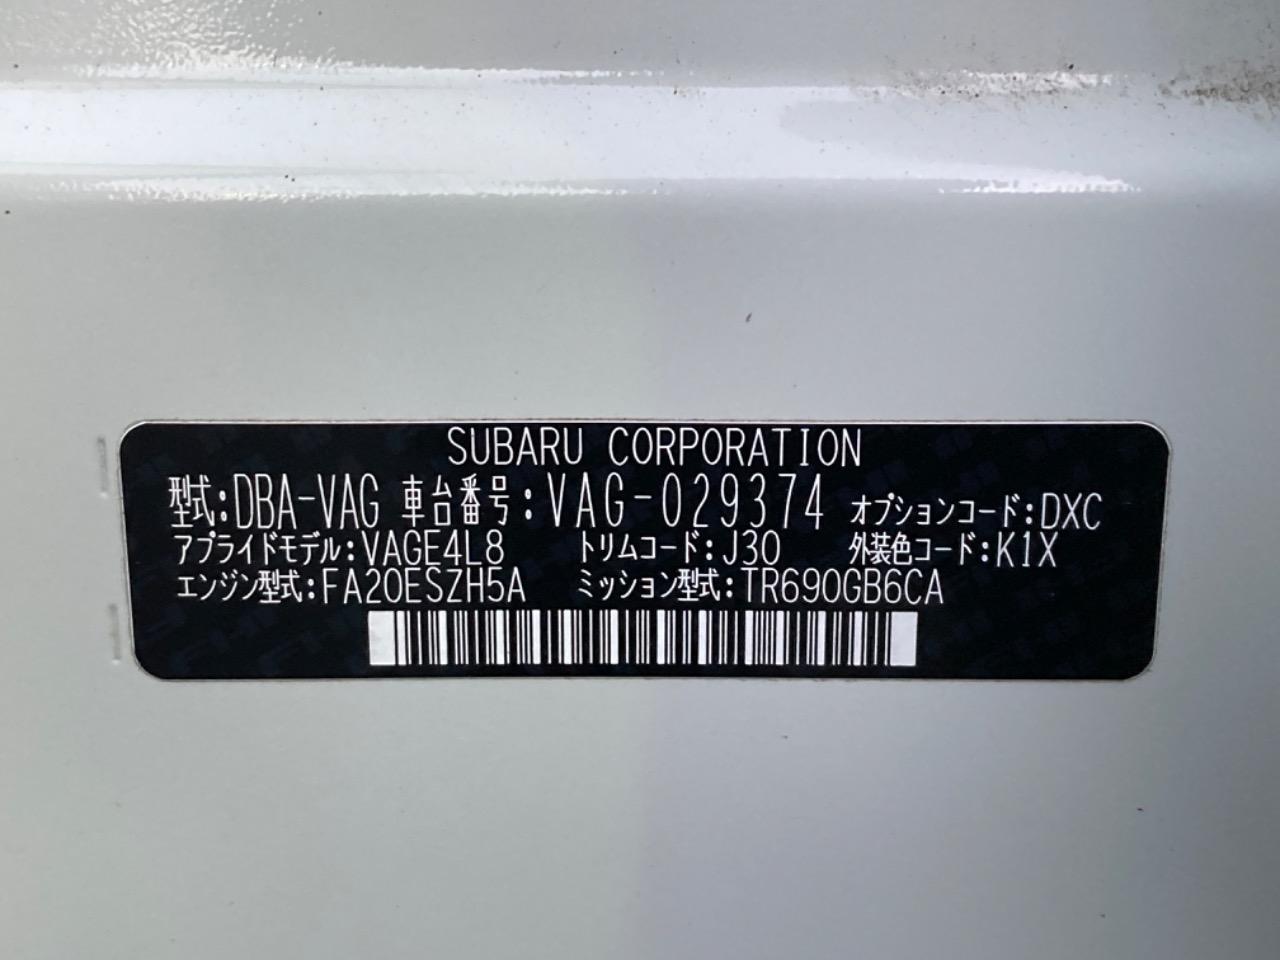 SUBARU CORPORATION
型式:DBA-VAG 車台番号:VAG-029374 オプションコード:DXC
アプライドモデル:VAGE4L8 トリムコード:J30 外装色コード:K1X
エンジン型式:FA20ESZH5A ミッション型式:TR690GB6CA